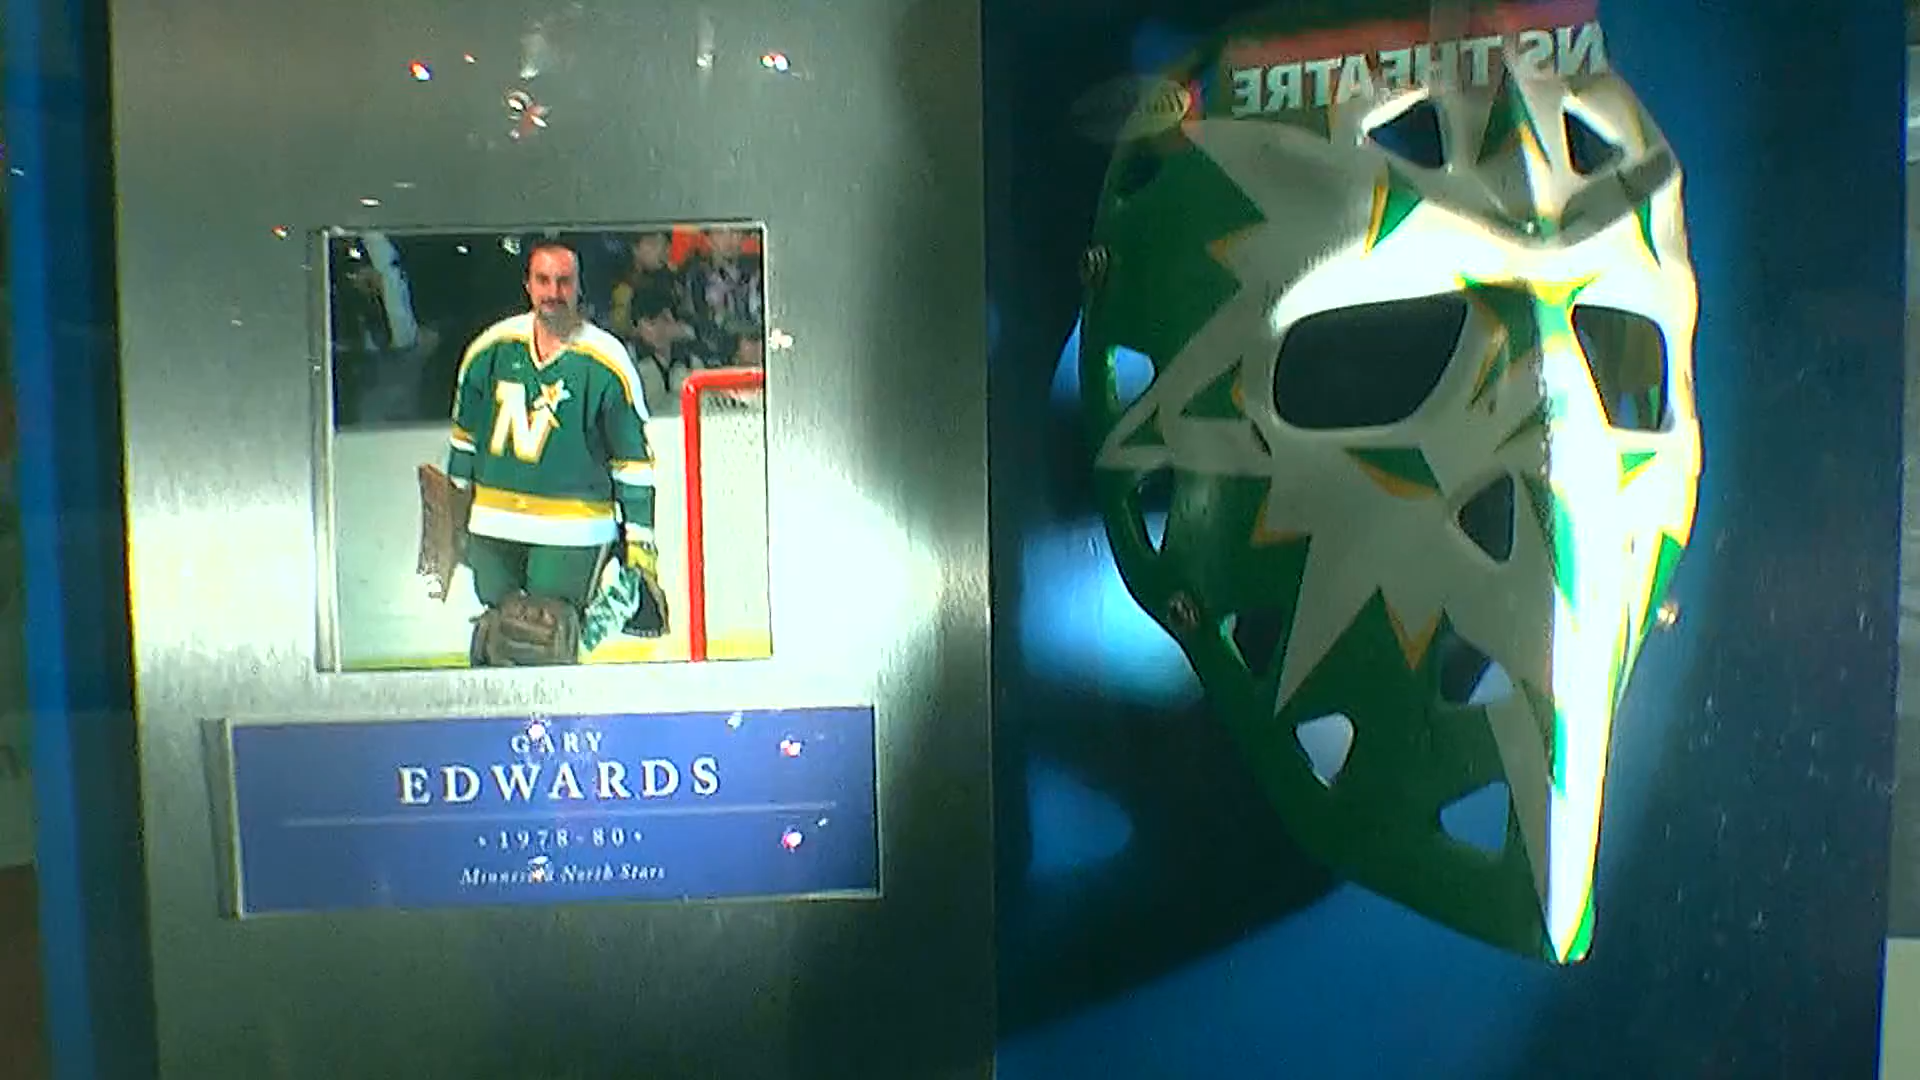 GARY
EDWARDS
• 1978-80 •
Minnesota North Stars
NS THEATRE
N